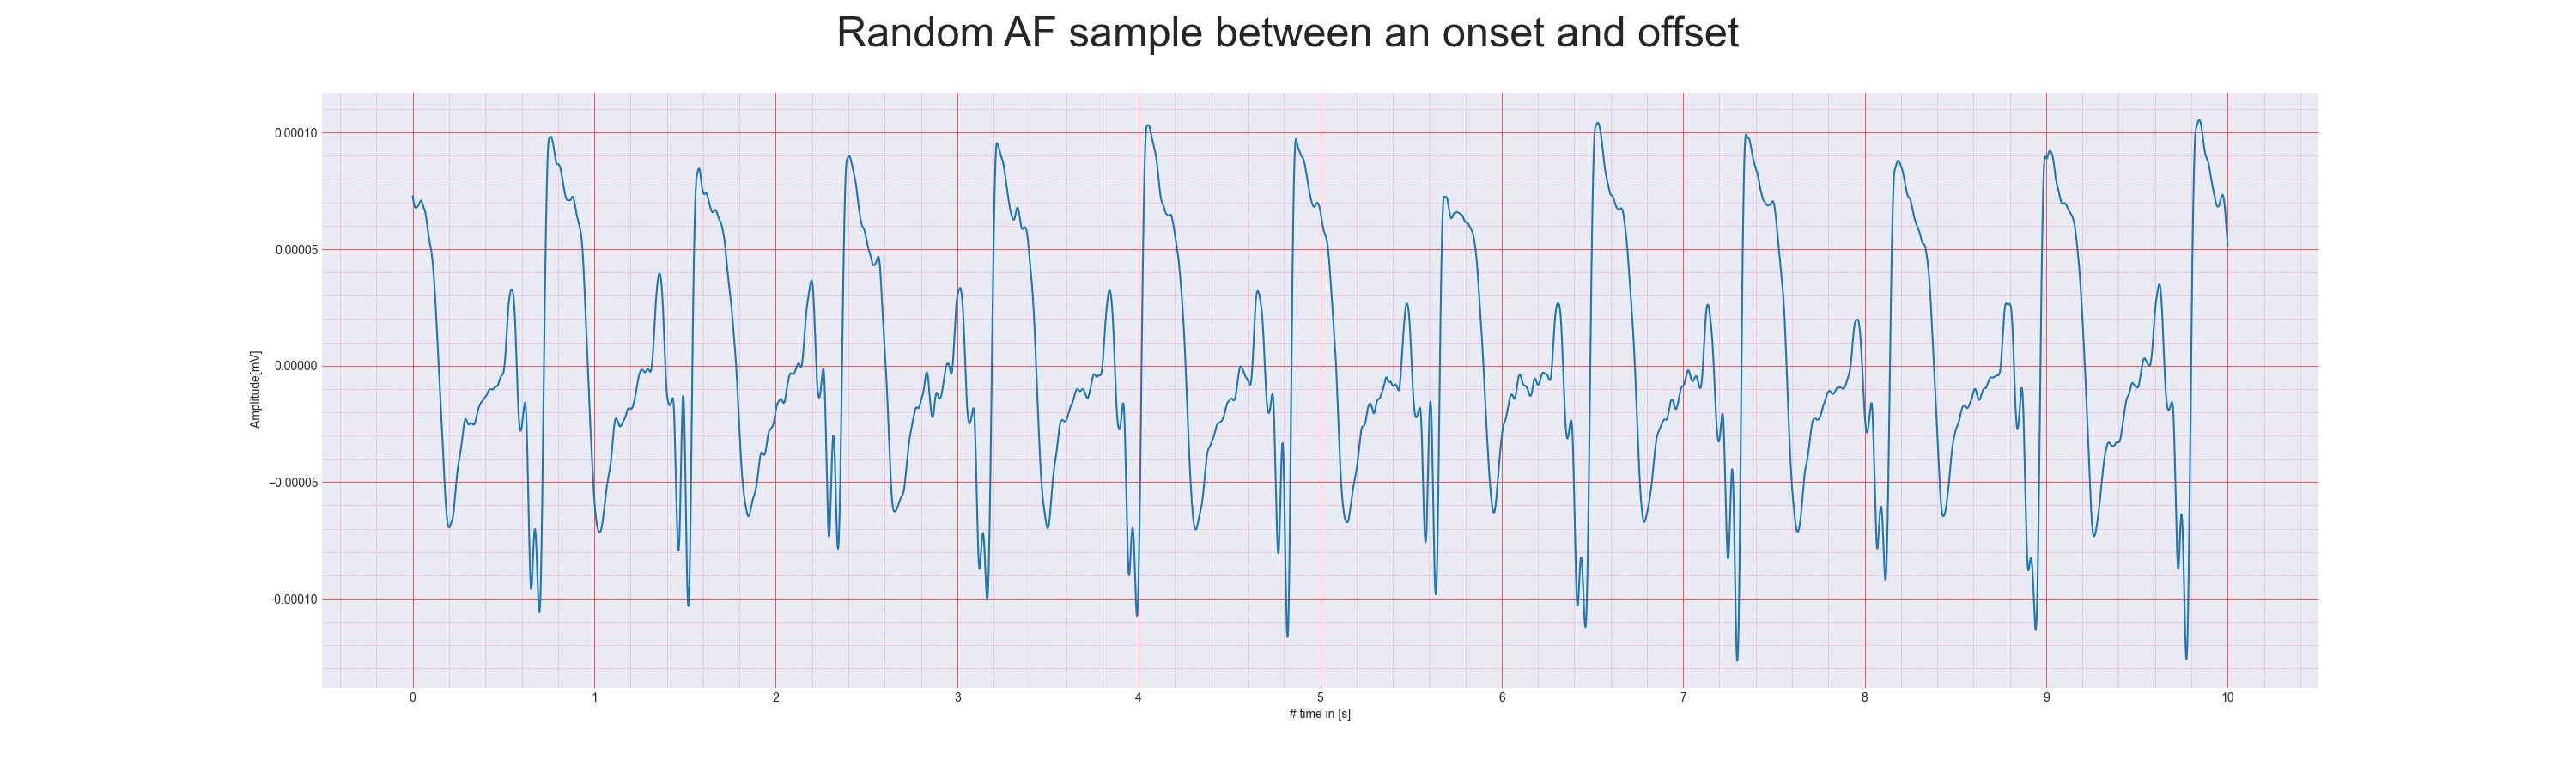 Random AF sample between an onset and offset
0.00010
0.00005
0.00000
−0.00005
−0.00010
Amplitude[mV]
0 1 2 3 4 5 6 7 8 9 10
# time in [s]